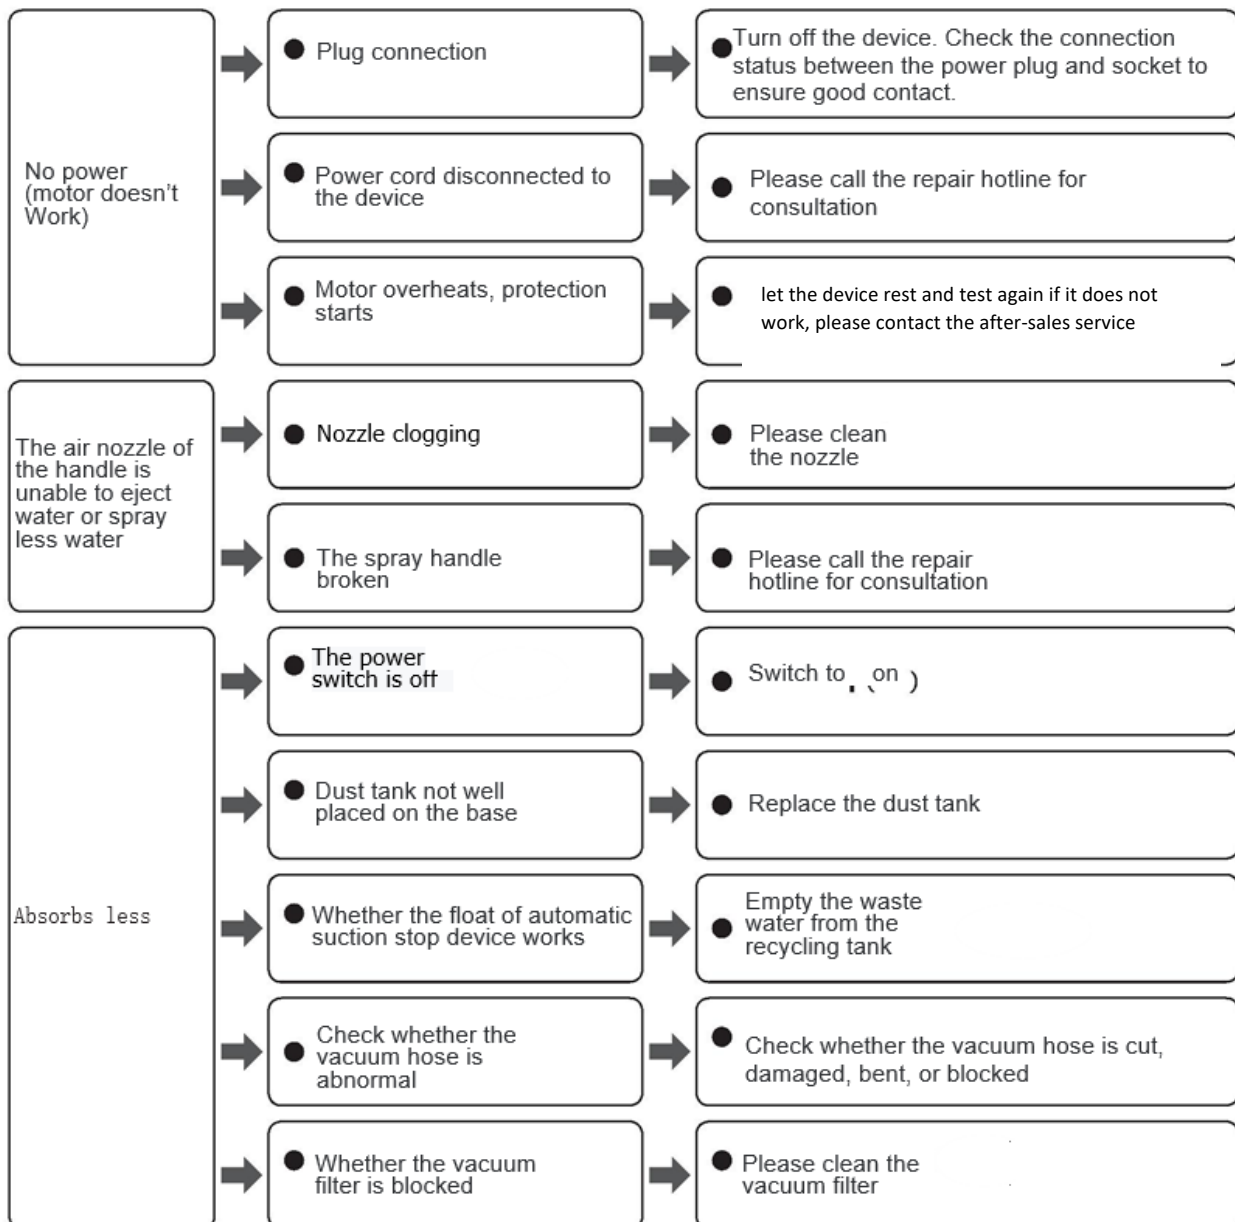 No power
(motor doesn't
Work)
Plug connection
Turn off the device. Check the connection
status between the power plug and socket to
ensure good contact.
Power cord disconnected to
the device
Please call the repair hotline for
consultation
Motor overheats, protection
starts
let the device rest and test again if it does not
work, please contact the after-sales service
The air nozzle of
the handle is
unable to eject
water or spray
less water
Nozzle clogging
Please clean
the nozzle
The spray handle
broken
Please call the repair
hotline for consultation
Absorbs less
The power
switch is off
Switch to (on )
Dust tank not well
placed on the base
Replace the dust tank
Whether the float of automatic
suction stop device works
Empty the waste
water from the
recycling tank
Check whether the
vacuum hose is
abnormal
Check whether the vacuum hose is cut,
damaged, bent, or blocked
Whether the vacuum
filter is blocked
Please clean the
vacuum filter